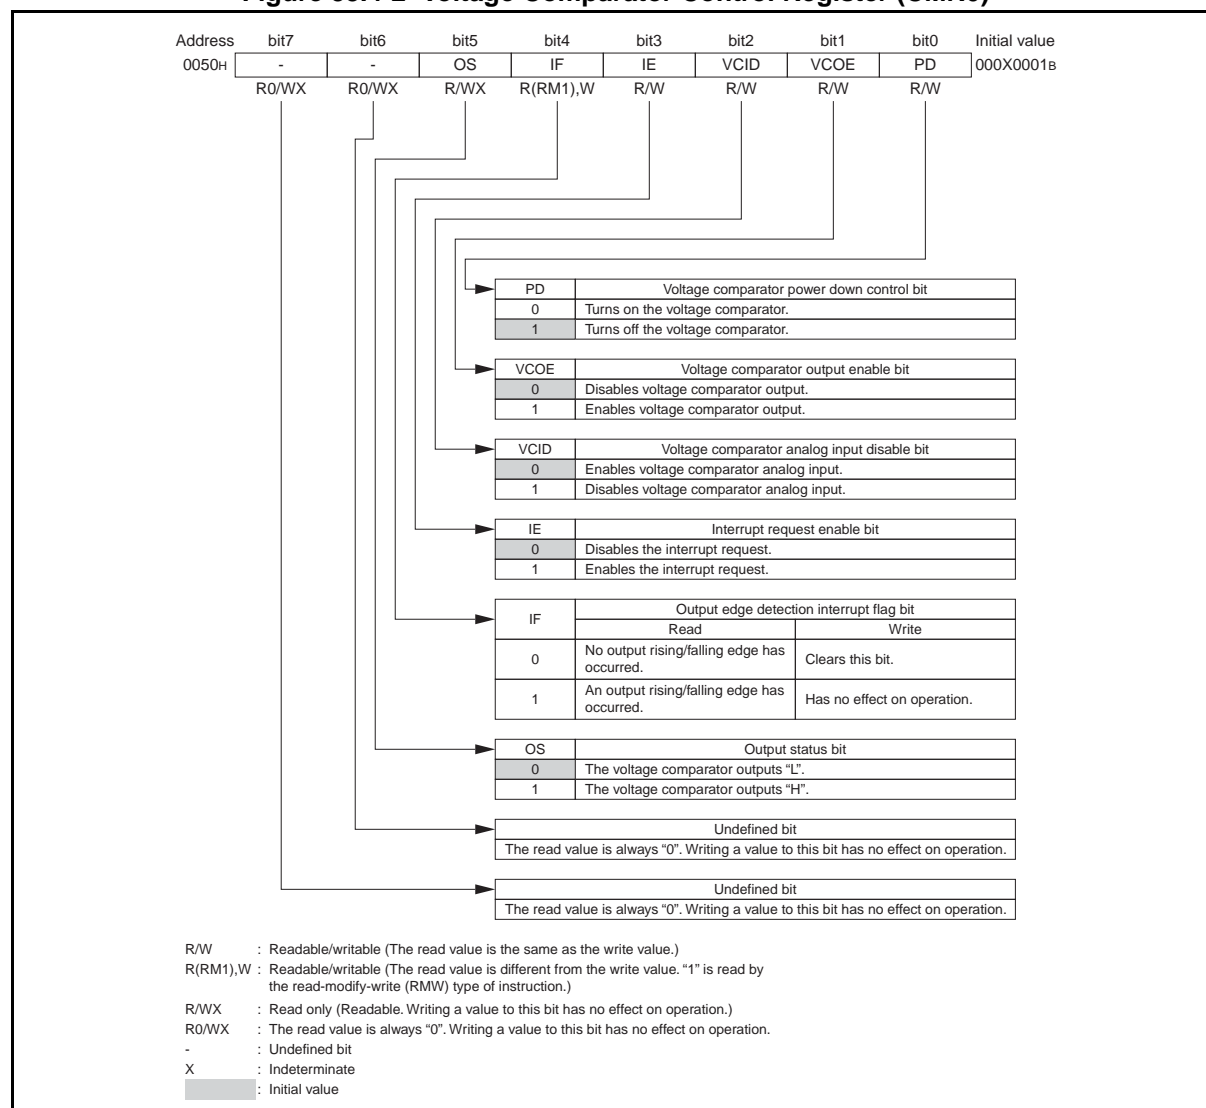 Address bit7 bit6 bit5 bit4 bit3 bit2 bit1 bit0 Initial value
0050H - - OS IF IE VCID VCOE PD 000X0001B
R0/WX R0/WX R/WX R(RM1),W R/W R/W R/W R/W
PD Voltage comparator power down control bit
0 Turns on the voltage comparator.
1 Turns off the voltage comparator.
VCOE Voltage comparator output enable bit
0 Disables voltage comparator output.
1 Enables voltage comparator output.
VCID Voltage comparator analog input disable bit
0 Enables voltage comparator analog input.
1 Disables voltage comparator analog input.
IE Interrupt request enable bit
0 Disables the interrupt request.
1 Enables the interrupt request.
IF Output edge detection interrupt flag bit
Read Write
0 No output rising/falling edge has occurred. Clears this bit.
1 An output rising/falling edge has occurred. Has no effect on operation.
OS Output status bit
0 The voltage comparator outputs “L”.
1 The voltage comparator outputs “H”.
Undefined bit
The read value is always “0”. Writing a value to this bit has no effect on operation.
Undefined bit
The read value is always “0”. Writing a value to this bit has no effect on operation.
R/W : Readable/writable (The read value is the same as the write value.)
R(RM1),W : Readable/writable (The read value is different from the write value. “1” is read by
the read-modify-write (RMW) type of instruction.)
R/WX : Read only (Readable. Writing a value to this bit has no effect on operation.)
R0/WX : The read value is always “0”. Writing a value to this bit has no effect on operation.
- : Undefined bit
X : Indeterminate
: Initial value